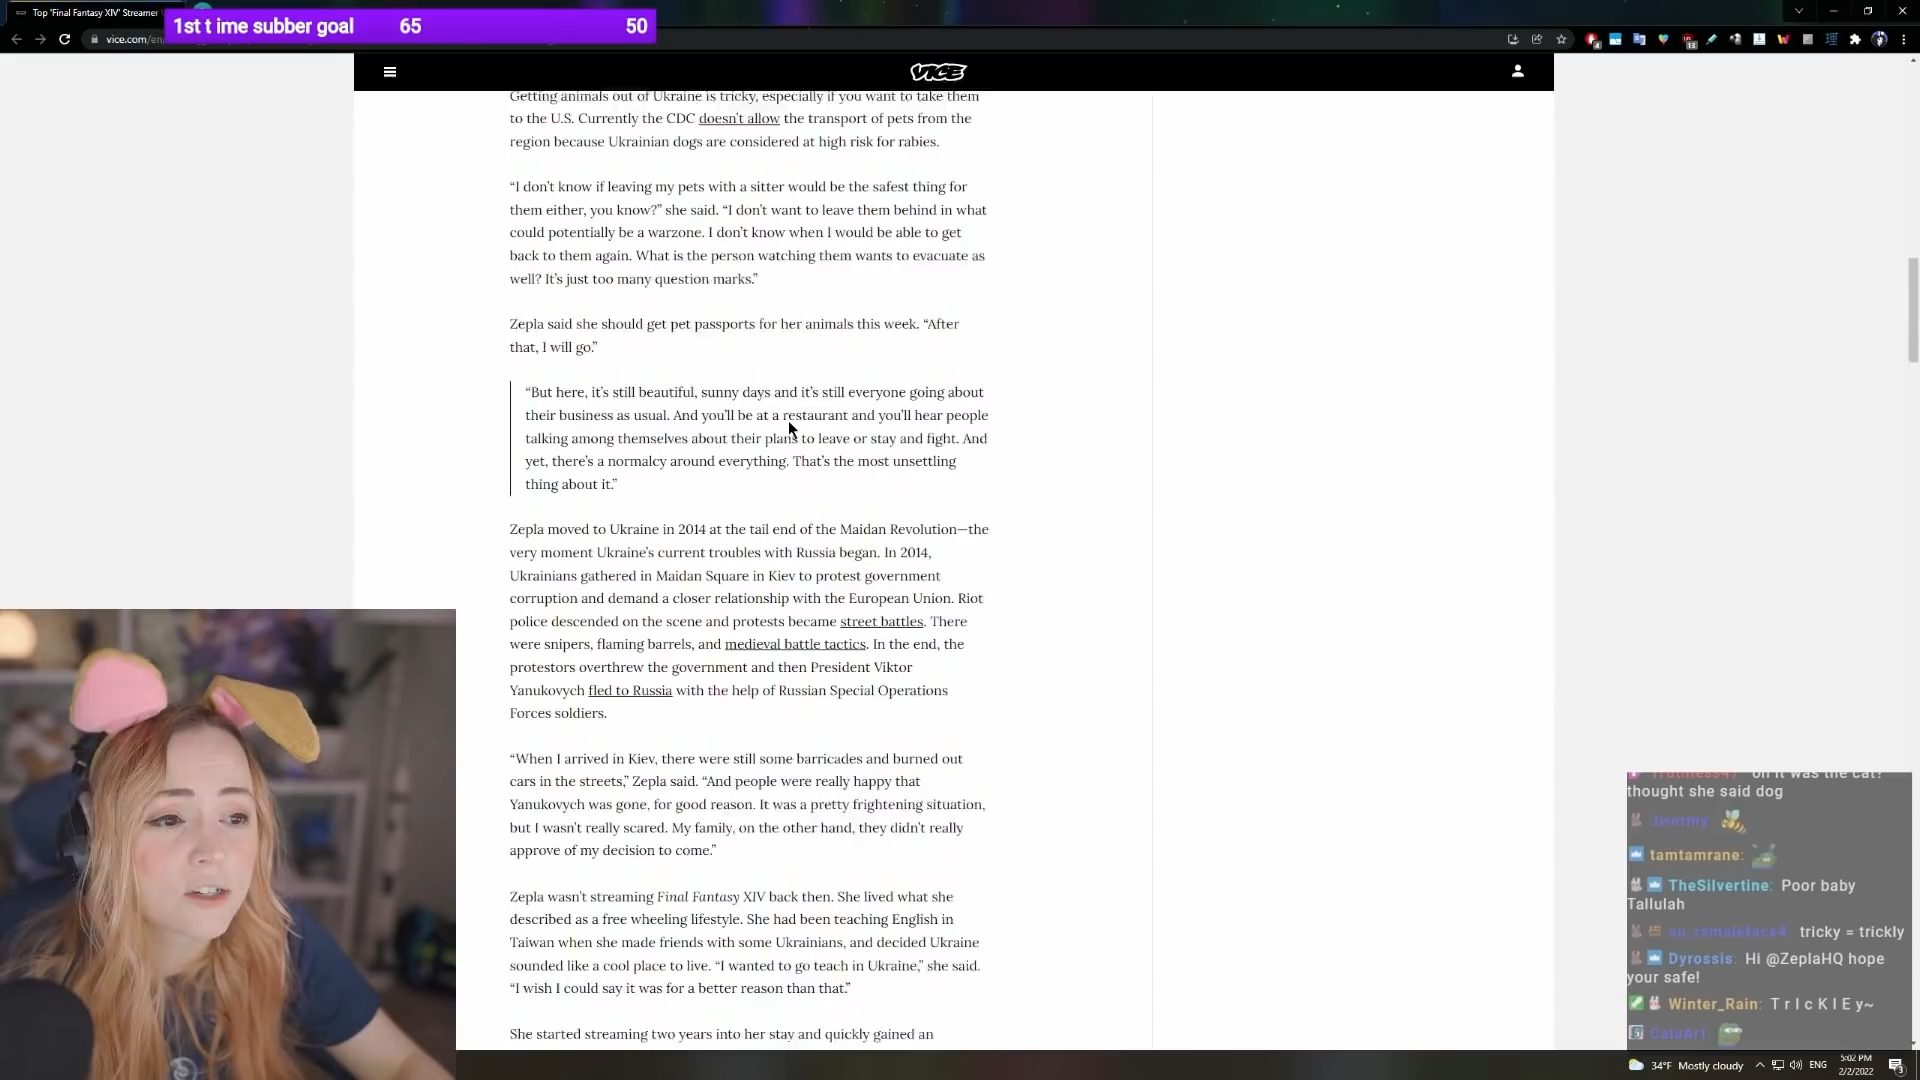 Top 'Final Fantasy XIV' Streamer
1st t ime subber goal 65 50
vice.com/en
VICE
Getting animals out of Ukraine is tricky, especially if you want to take them
to the U.S. Currently the CDC doesn't allow the transport of pets from the
region because Ukrainian dogs are considered at high risk for rabies.
“I don't know if leaving my pets with a sitter would be the safest thing for
them either, you know?” she said. “I don't want to leave them behind in what
could potentially be a warzone. I don't know when I would be able to get
back to them again. What is the person watching them wants to evacuate as
well? It's just too many question marks.”
Zepla said she should get pet passports for her animals this week. “After
that, I will go.”
“But here, it's still beautiful, sunny days and it's still everyone going about
their business as usual. And you'll be at a restaurant and you'll hear people
talking among themselves about their plans to leave or stay and fight. And
yet, there's a normalcy around everything. That's the most unsettling
thing about it.”
Zepla moved to Ukraine in 2014 at the tail end of the Maidan Revolution—the
very moment Ukraine's current troubles with Russia began. In 2014,
Ukrainians gathered in Maidan Square in Kiev to protest government
corruption and demand a closer relationship with the European Union. Riot
police descended on the scene and protests became street battles. There
were snipers, flaming barrels, and medieval battle tactics. In the end, the
protestors overthrew the government and then President Viktor
Yanukovych fled to Russia with the help of Russian Special Operations
Forces soldiers.
“When I arrived in Kiev, there were still some barricades and burned out
cars in the streets,” Zepla said. “And people were really happy that
Yanukovych was gone, for good reason. It was a pretty frightening situation,
but I wasn't really scared. My family, on the other hand, they didn't really
approve of my decision to come.”
Zepla wasn't streaming Final Fantasy XIV back then. She lived what she
described as a free wheeling lifestyle. She had been teaching English in
Taiwan when she made friends with some Ukrainians, and decided Ukraine
sounded like a cool place to live. “I wanted to go teach in Ukraine,” she said.
“I wish I could say it was for a better reason than that.”
She started streaming two years into her stay and quickly gained an
oh it was the cat?
thought she said dog
Jwormy
tamtamrane:
TheSilvertine: Poor baby
Tallulah
tricky = trickly
Dyrossis: Hi @ZeplaHQ hope
your safe!
Winter_Rain: T r I c K l E y~
CataArt:
34°F Mostly cloudy ENG 5:02 PM
2/2/2022